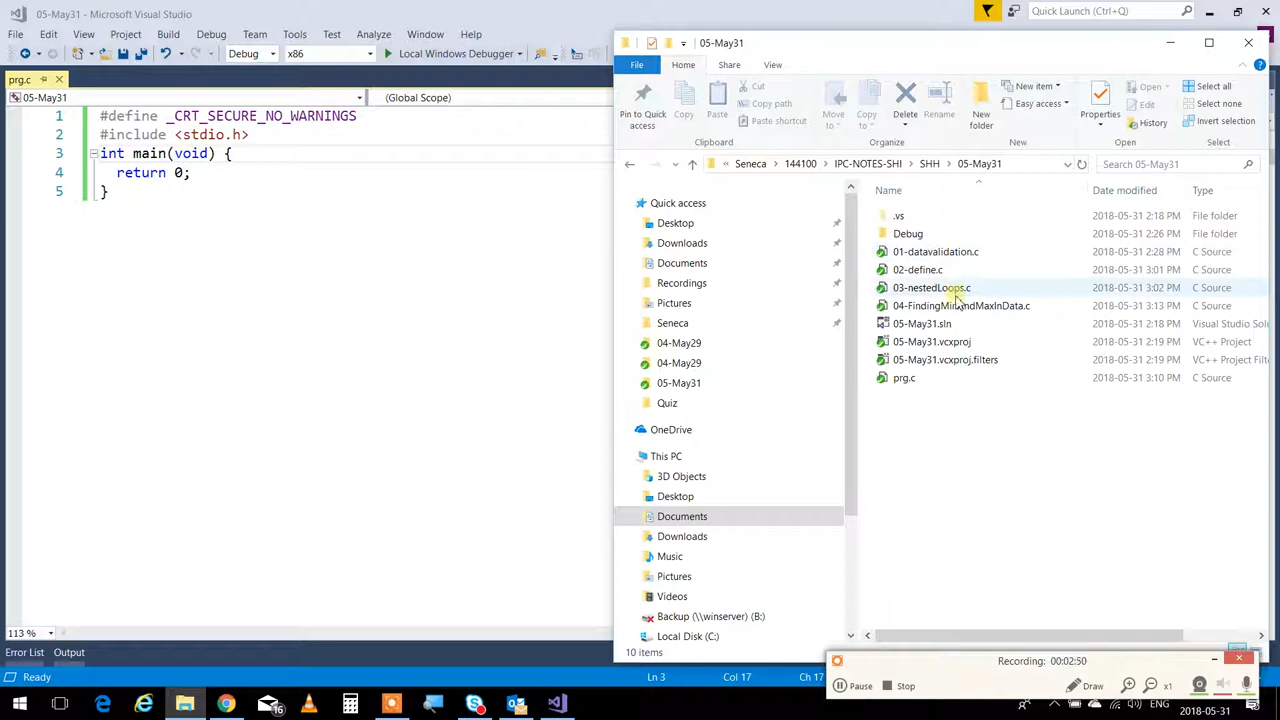 05-May31 - Microsoft Visual Studio
Quick Launch (Ctrl+Q)
File Edit View Project Build Debug Team Tools Test Analyze Window Help
Debug x86 Local Windows Debugger
prg.c
05-May31 (Global Scope)
1 #define _CRT_SECURE_NO_WARNINGS
2 #include <stdio.h>
3 int main(void) {
4 return 0;
5 }
113 %
Error List Output
Ready Ln 3 Col 17 Ch 17
05-May31
File Home Share View
Pin to Quick access
Copy
Paste
Cut
Copy path
Paste shortcut
Clipboard
Move to
Copy to
Delete
Rename
Organize
New folder
New item
Easy access
New
Properties
Open
Edit
History
Open
Select all
Select none
Invert selection
Select
« Seneca > 144100 > IPC-NOTES-SHI > SHH > 05-May31
Search 05-May31
Quick access
Desktop
Downloads
Documents
Recordings
Pictures
Seneca
04-May29
04-May29
05-May31
Quiz
OneDrive
This PC
3D Objects
Desktop
Documents
Downloads
Music
Pictures
Videos
Backup (\\winserver) (B:)
Local Disk (C:)
Name Date modified Type
.vs 2018-05-31 2:18 PM File folder
Debug 2018-05-31 2:26 PM File folder
01-datavalidation.c 2018-05-31 2:28 PM C Source
02-define.c 2018-05-31 3:01 PM C Source
03-nestedLoops.c 2018-05-31 3:02 PM C Source
04-FindingMinAndMaxInData.c 2018-05-31 3:13 PM C Source
05-May31.sln 2018-05-31 2:18 PM Visual Studio Solu
05-May31.vcxproj 2018-05-31 2:19 PM VC++ Project
05-May31.vcxproj.filters 2018-05-31 2:19 PM VC++ Project Filte
prg.c 2018-05-31 3:10 PM C Source
10 items
Recording: 00:02:50
Pause Stop Draw x1
16
ENG
2018-05-31